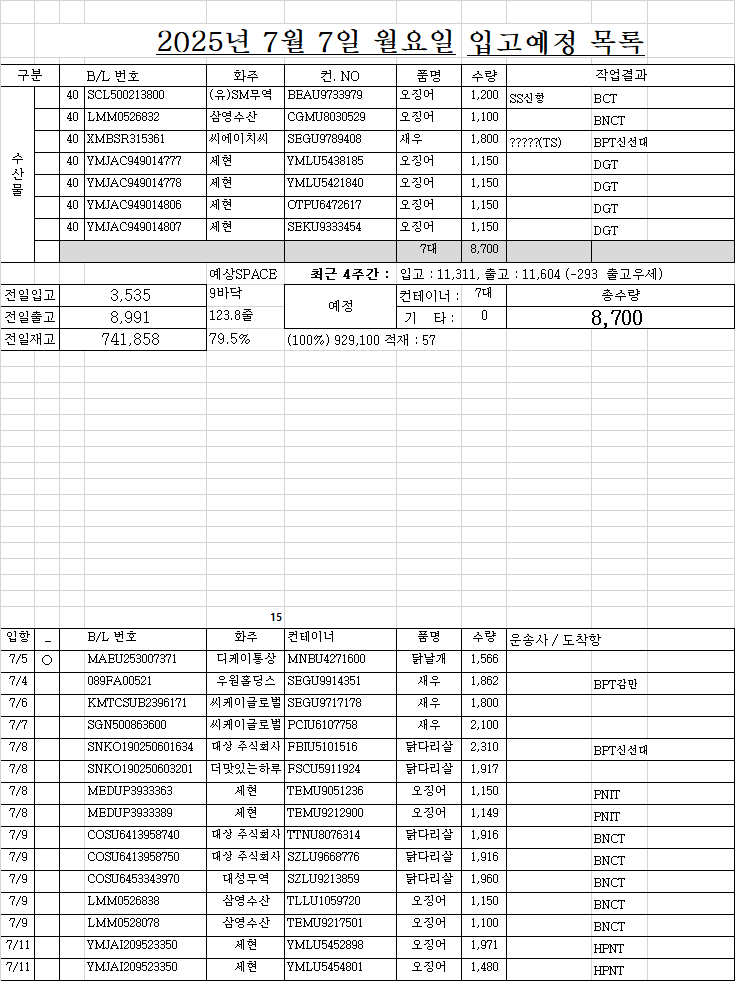 2025년 7월 7일 월요일 입고예정 목록
구분 B/L 번호 화주 컨. NO 품명 수량 작업결과
수산물
40 SCL500213800 (유)SM무역 BEAU9733979 오징어 1,200 SS신항 BCT
40 LMM0526832 삼영수산 CGMU8030529 오징어 1,100 BNCT
40 XMBSR315361 씨에이치씨 SEGU9789408 새우 1,800 ?????(TS) BPT신선대
40 YMJAC949014777 세현 YMLU5438185 오징어 1,150 DGT
40 YMJAC949014778 세현 YMLU5421840 오징어 1,150 DGT
40 YMJAC949014806 세현 OTPU6472617 오징어 1,150 DGT
40 YMJAC949014807 세현 SEKU9333454 오징어 1,150 DGT
7대 8,700
예상SPACE 최근 4주간 : 입고 : 11,311, 출고 : 11,604 (-293 출고우세)
전일입고 3,535 9바닥 예정 컨테이너 : 7대 총수량
전일출고 8,991 123.8줄 기 타 : 0 8,700
전일재고 741,858 79.5% (100%) 929,100 적재 : 57
15
입항 _ B/L 번호 화주 컨테이너 품명 수량 운송사 / 도착항
7/5 ○ MAEU253007371 디케이통상 MNBU4271600 닭날개 1,566
7/4 089FA00521 우원홀딩스 SEGU9914351 새우 1,862 BPT감만
7/6 KMTCSUB2396171 씨케이글로벌 SEGU9717178 새우 1,800
7/7 SGN500863600 씨케이글로벌 PCIU6107758 새우 2,100
7/8 SNKO190250601634 대상 주식회사 FBIU5101516 닭다리살 2,310 BPT신선대
7/8 SNKO190250603201 더맛있는하루 FSCU5911924 닭다리살 1,917
7/8 MEDUP3933363 세현 TEMU9051236 오징어 1,150 PNIT
7/8 MEDUP3933389 세현 TEMU9212900 오징어 1,149 PNIT
7/9 COSU6413958740 대상 주식회사 TTNU8076314 닭다리살 1,916 BNCT
7/9 COSU6413958750 대상 주식회사 SZLU9668776 닭다리살 1,916 BNCT
7/9 COSU6453343970 대성무역 SZLU9213859 닭다리살 1,960 BNCT
7/9 LMM0526838 삼영수산 TLLU1059720 오징어 1,150 BNCT
7/9 LMM0528078 삼영수산 TEMU9217501 오징어 1,100 BNCT
7/11 YMJAI209523350 세현 YMLU5452898 오징어 1,971 HPNT
7/11 YMJAI209523350 세현 YMLU5454801 오징어 1,480 HPNT